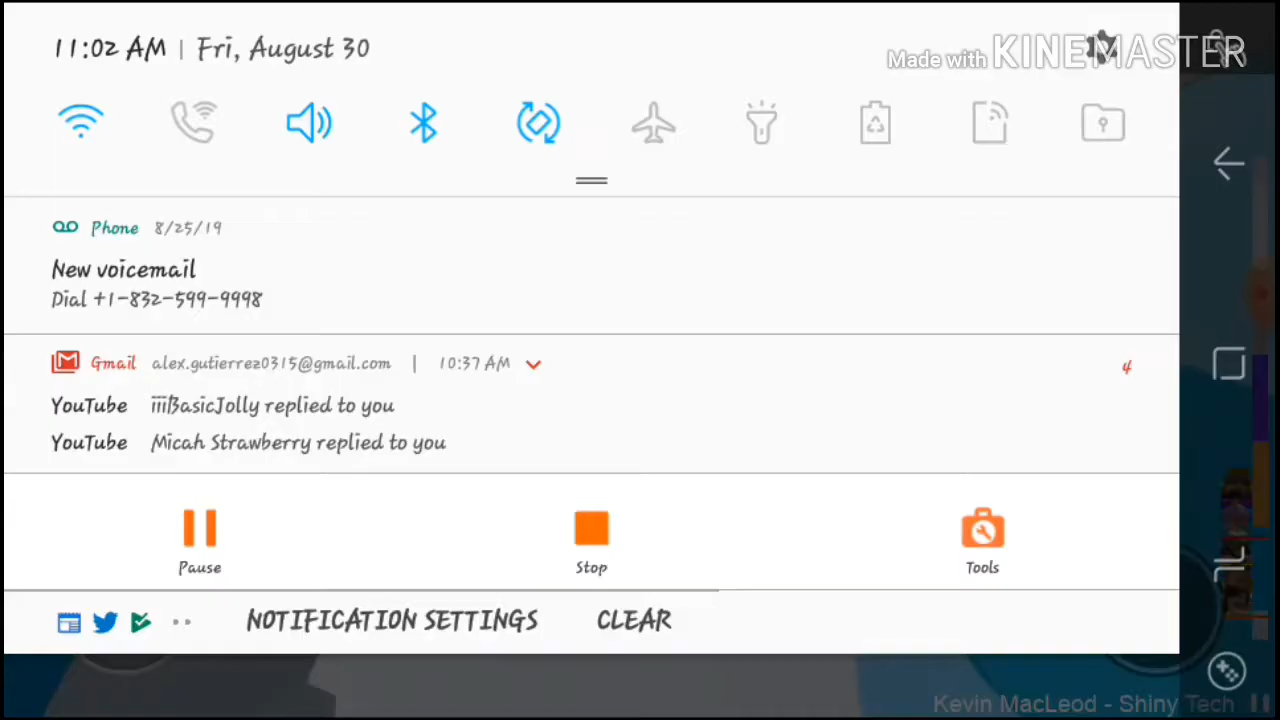 11:02 AM | Fri, August 30
Made with KINEMASTER
Phone 8/25/19
New voicemail
Dial +1-832-599-9998
Gmail alex.gutierrez0315@gmail.com | 10:37 AM 4
YouTube iiiBasicJolly replied to you
YouTube Micah Strawberry replied to you
Pause Stop Tools
NOTIFICATION SETTINGS CLEAR
Kevin MacLeod - Shiny Tech